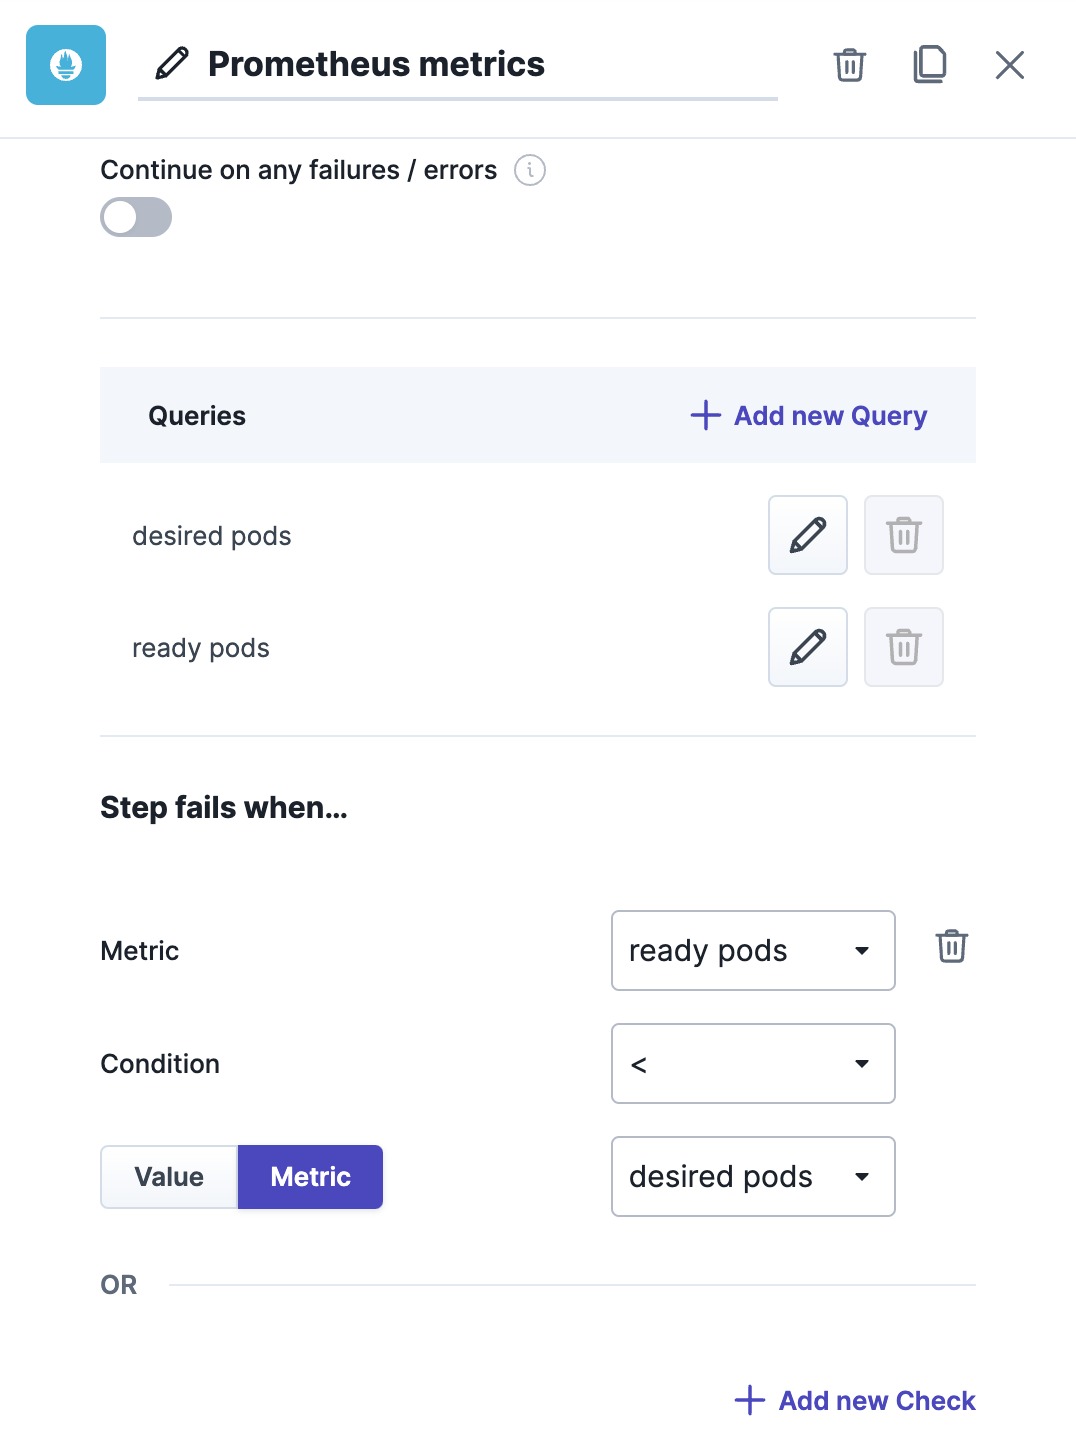 Prometheus metrics
Continue on any failures / errors
Queries
Add new Query
desired pods
ready pods
Step fails when...
Metric
ready pods
Condition
<
Value
Metric
desired pods
OR
Add new Check